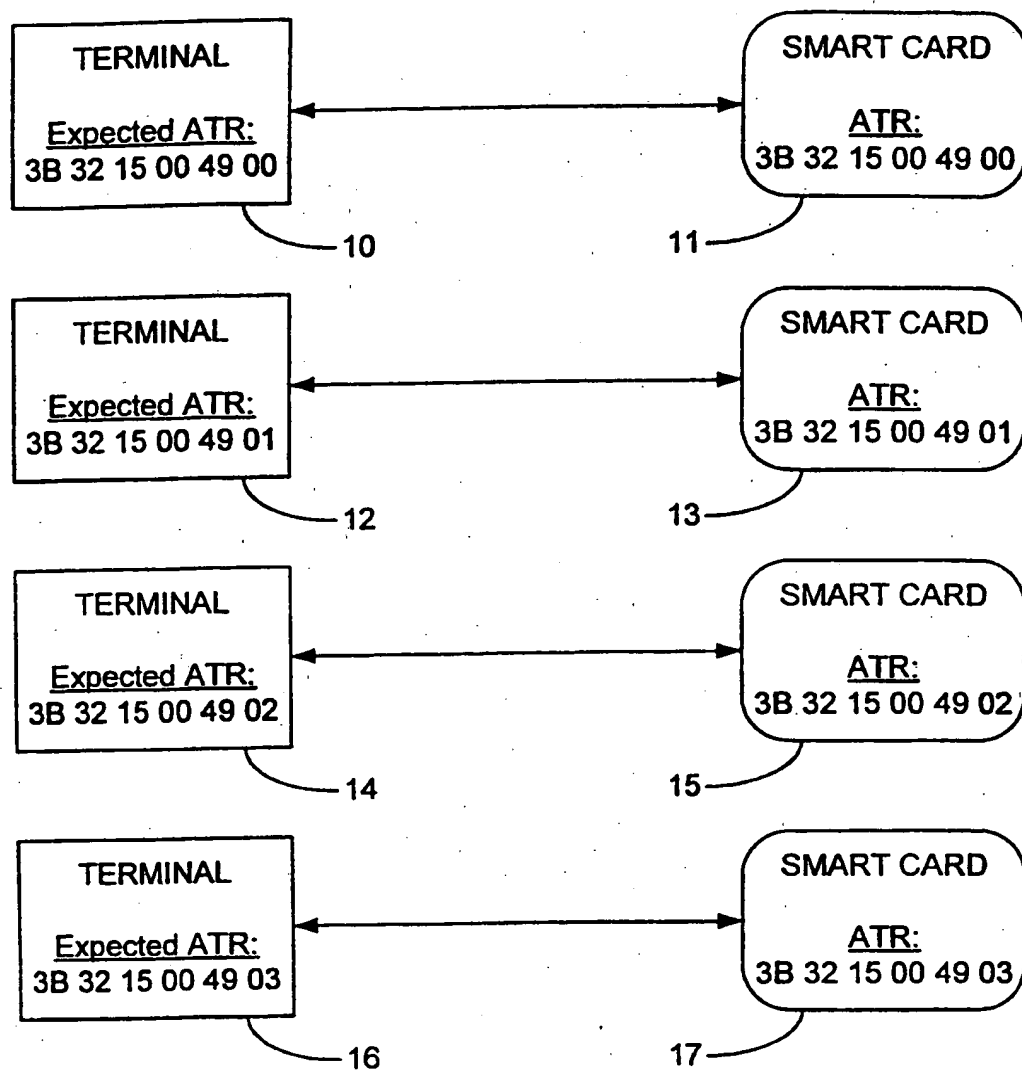 TERMINAL
Expected ATR:
3B 32 15 00 49 00
10
SMART CARD
ATR:
3B 32 15 00 49 00
11
TERMINAL
Expected ATR:
3B 32 15 00 49 01
12
SMART CARD
ATR:
3B 32 15 00 49 01
13
TERMINAL
Expected ATR:
3B 32 15 00 49 02
14
SMART CARD
ATR:
3B 32 15 00 49 02
15
TERMINAL
Expected ATR:
3B 32 15 00 49 03
16
SMART CARD
ATR:
3B 32 15 00 49 03
17